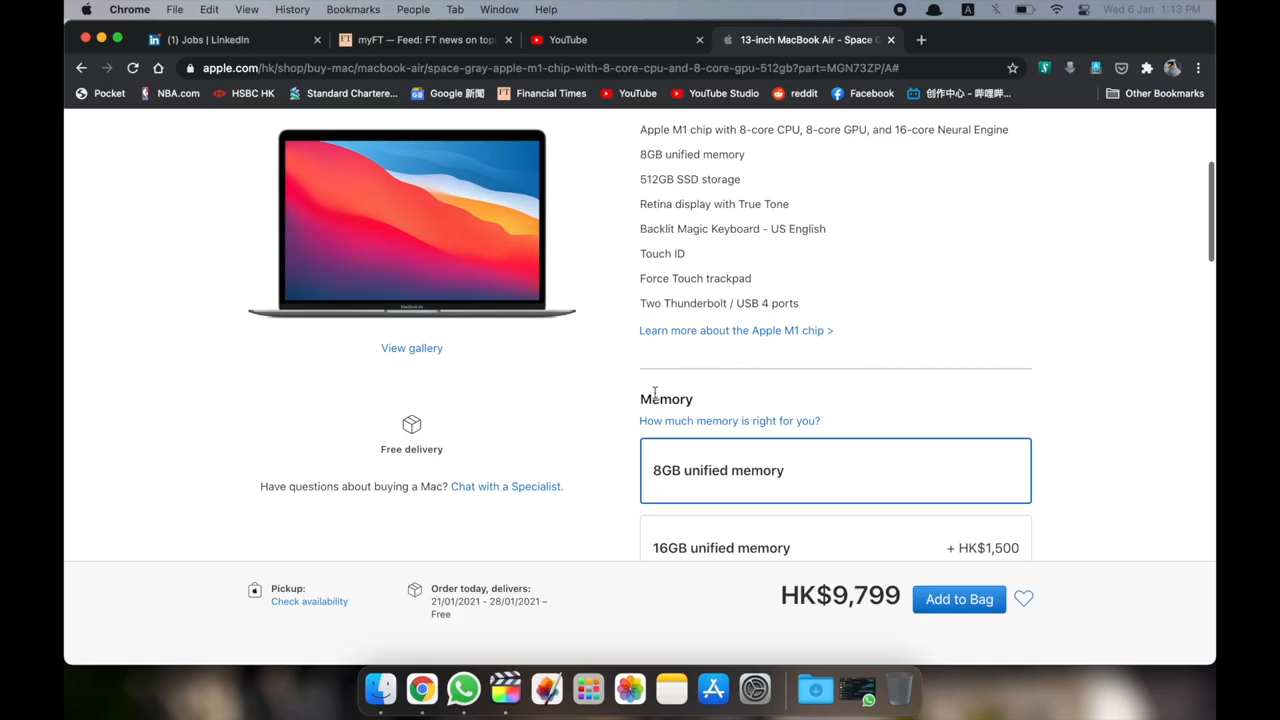 Chrome File Edit View History Bookmarks People Tab Window Help A Wed 6 Jan 1:13 PM
in (1) Jobs | LinkedIn FT myFT — Feed: FT news on top YouTube 13-inch MacBook Air - Space G
apple.com/hk/shop/buy-mac/macbook-air/space-gray-apple-m1-chip-with-8-core-cpu-and-8-core-gpu-512gb?part=MGN73ZP/A#
Pocket NBA.com HSBC HK Standard Chartere... Google 新聞 FT Financial Times YouTube YouTube Studio reddit Facebook 创作中心 - 哔哩哔... Other Bookmarks
Apple M1 chip with 8-core CPU, 8-core GPU, and 16-core Neural Engine
8GB unified memory
512GB SSD storage
Retina display with True Tone
Backlit Magic Keyboard - US English
Touch ID
Force Touch trackpad
Two Thunderbolt / USB 4 ports
Learn more about the Apple M1 chip >
MacBook Air
View gallery
Free delivery
Have questions about buying a Mac? Chat with a Specialist.
Memory
How much memory is right for you?
8GB unified memory
16GB unified memory + HK$1,500
Pickup:
Check availability
Order today, delivers:
21/01/2021 - 28/01/2021 –
Free
HK$9,799 Add to Bag